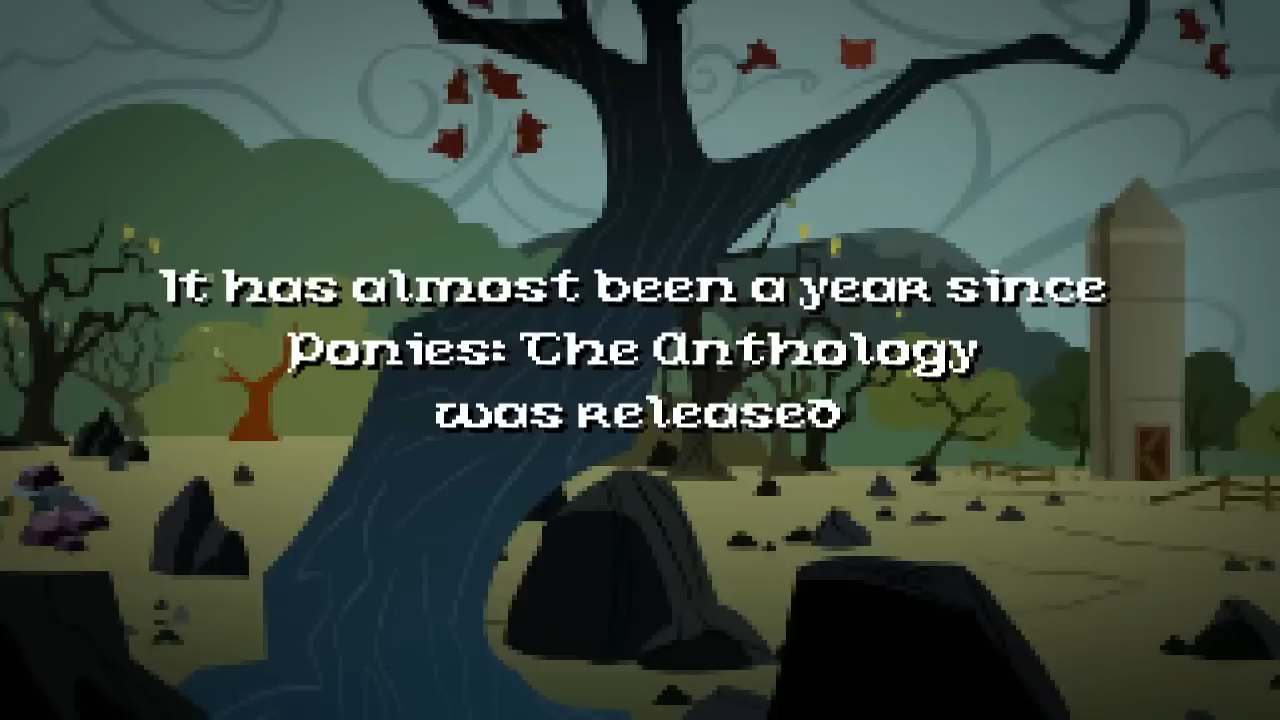 It has almost been a year since
Ponies: The Anthology
was released